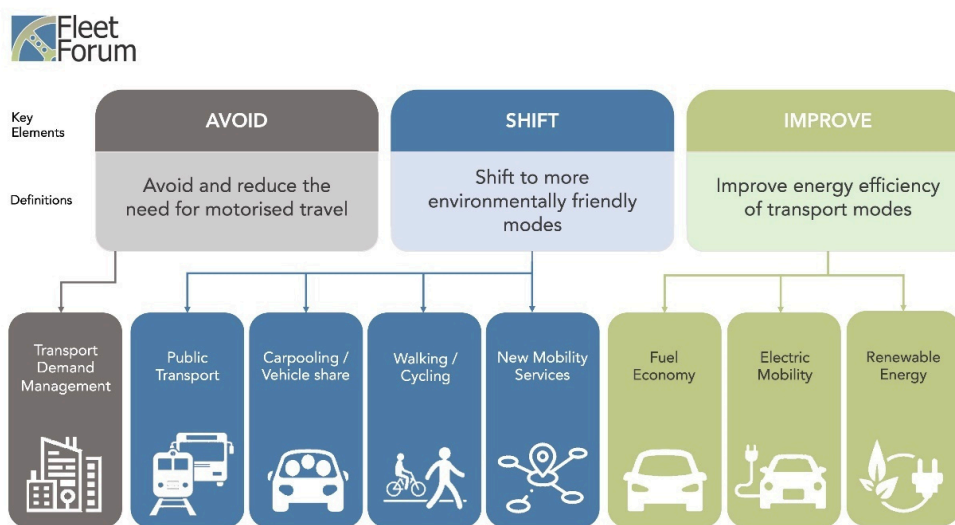 Fleet
Forum
Key
Elements
AVOID
SHIFT
IMPROVE
Definitions
Avoid and reduce the
need for motorised travel
Shift to more
environmentally friendly
modes
Improve energy efficiency
of transport modes
Transport
Demand
Management
Public
Transport
Carpooling /
Vehicle share
Walking /
Cycling
New Mobility
Services
Fuel
Economy
Electric
Mobility
Renewable
Energy